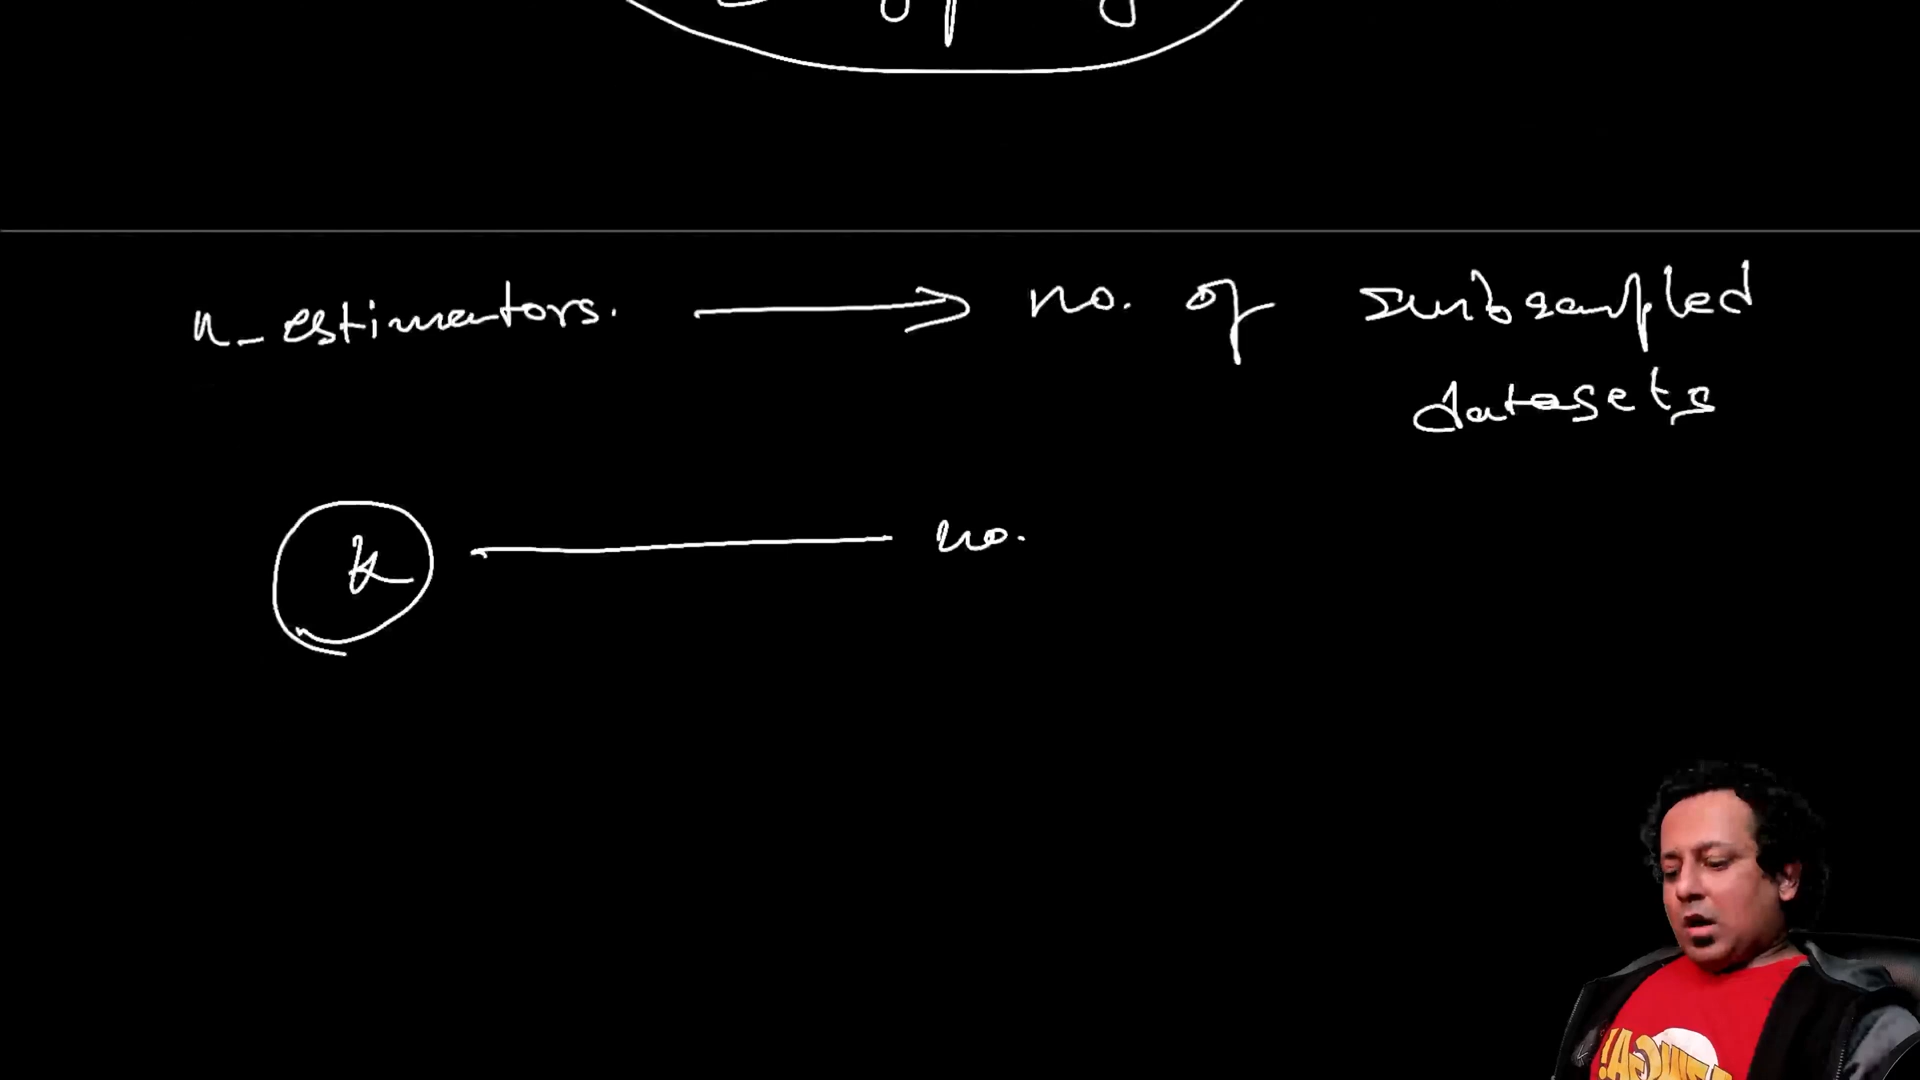 n_estimators. → no. of subsampled
datasets
k — no.